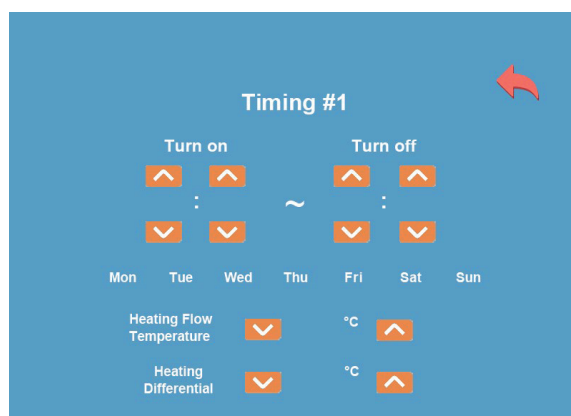 Timing #1
Turn on Turn off
: ~ :
Mon Tue Wed Thu Fri Sat Sun
Heating Flow
Temperature
°C
Heating
Differential
°C